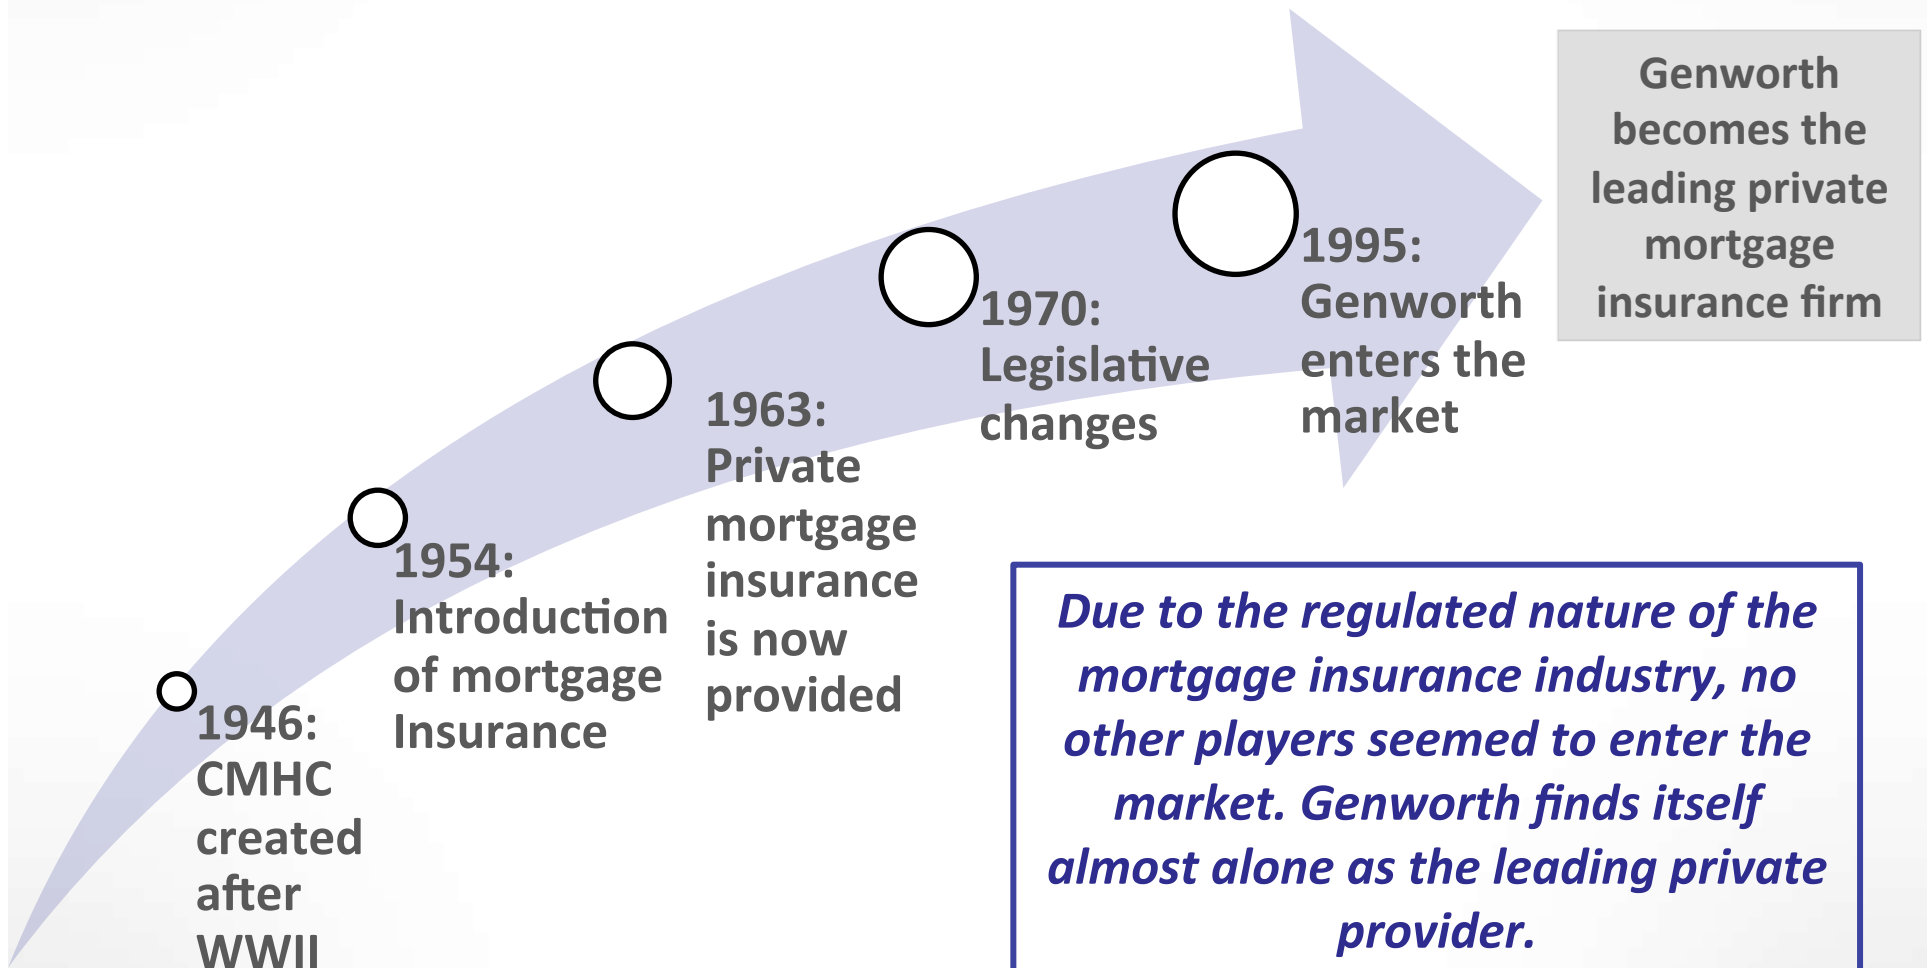 1946:
CMHC
created
after
WWII
1954:
Introduction
of mortgage
Insurance
1963:
Private
mortgage
insurance
is now
provided
1970:
Legislative
changes
1995:
Genworth
enters the
market
Genworth
becomes the
leading private
mortgage
insurance firm
Due to the regulated nature of the
mortgage insurance industry, no
other players seemed to enter the
market. Genworth finds itself
almost alone as the leading private
provider.